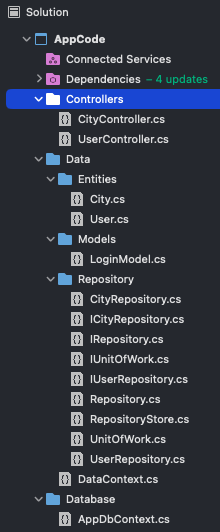 Solution
AppCode
Connected Services
Dependencies – 4 updates
Controllers
CityController.cs
UserController.cs
Data
Entities
City.cs
User.cs
Models
LoginModel.cs
Repository
CityRepository.cs
ICityRepository.cs
IRepository.cs
IUnitOfWork.cs
IUserRepository.cs
Repository.cs
RepositoryStore.cs
UnitOfWork.cs
UserRepository.cs
DataContext.cs
Database
AppDbContext.cs